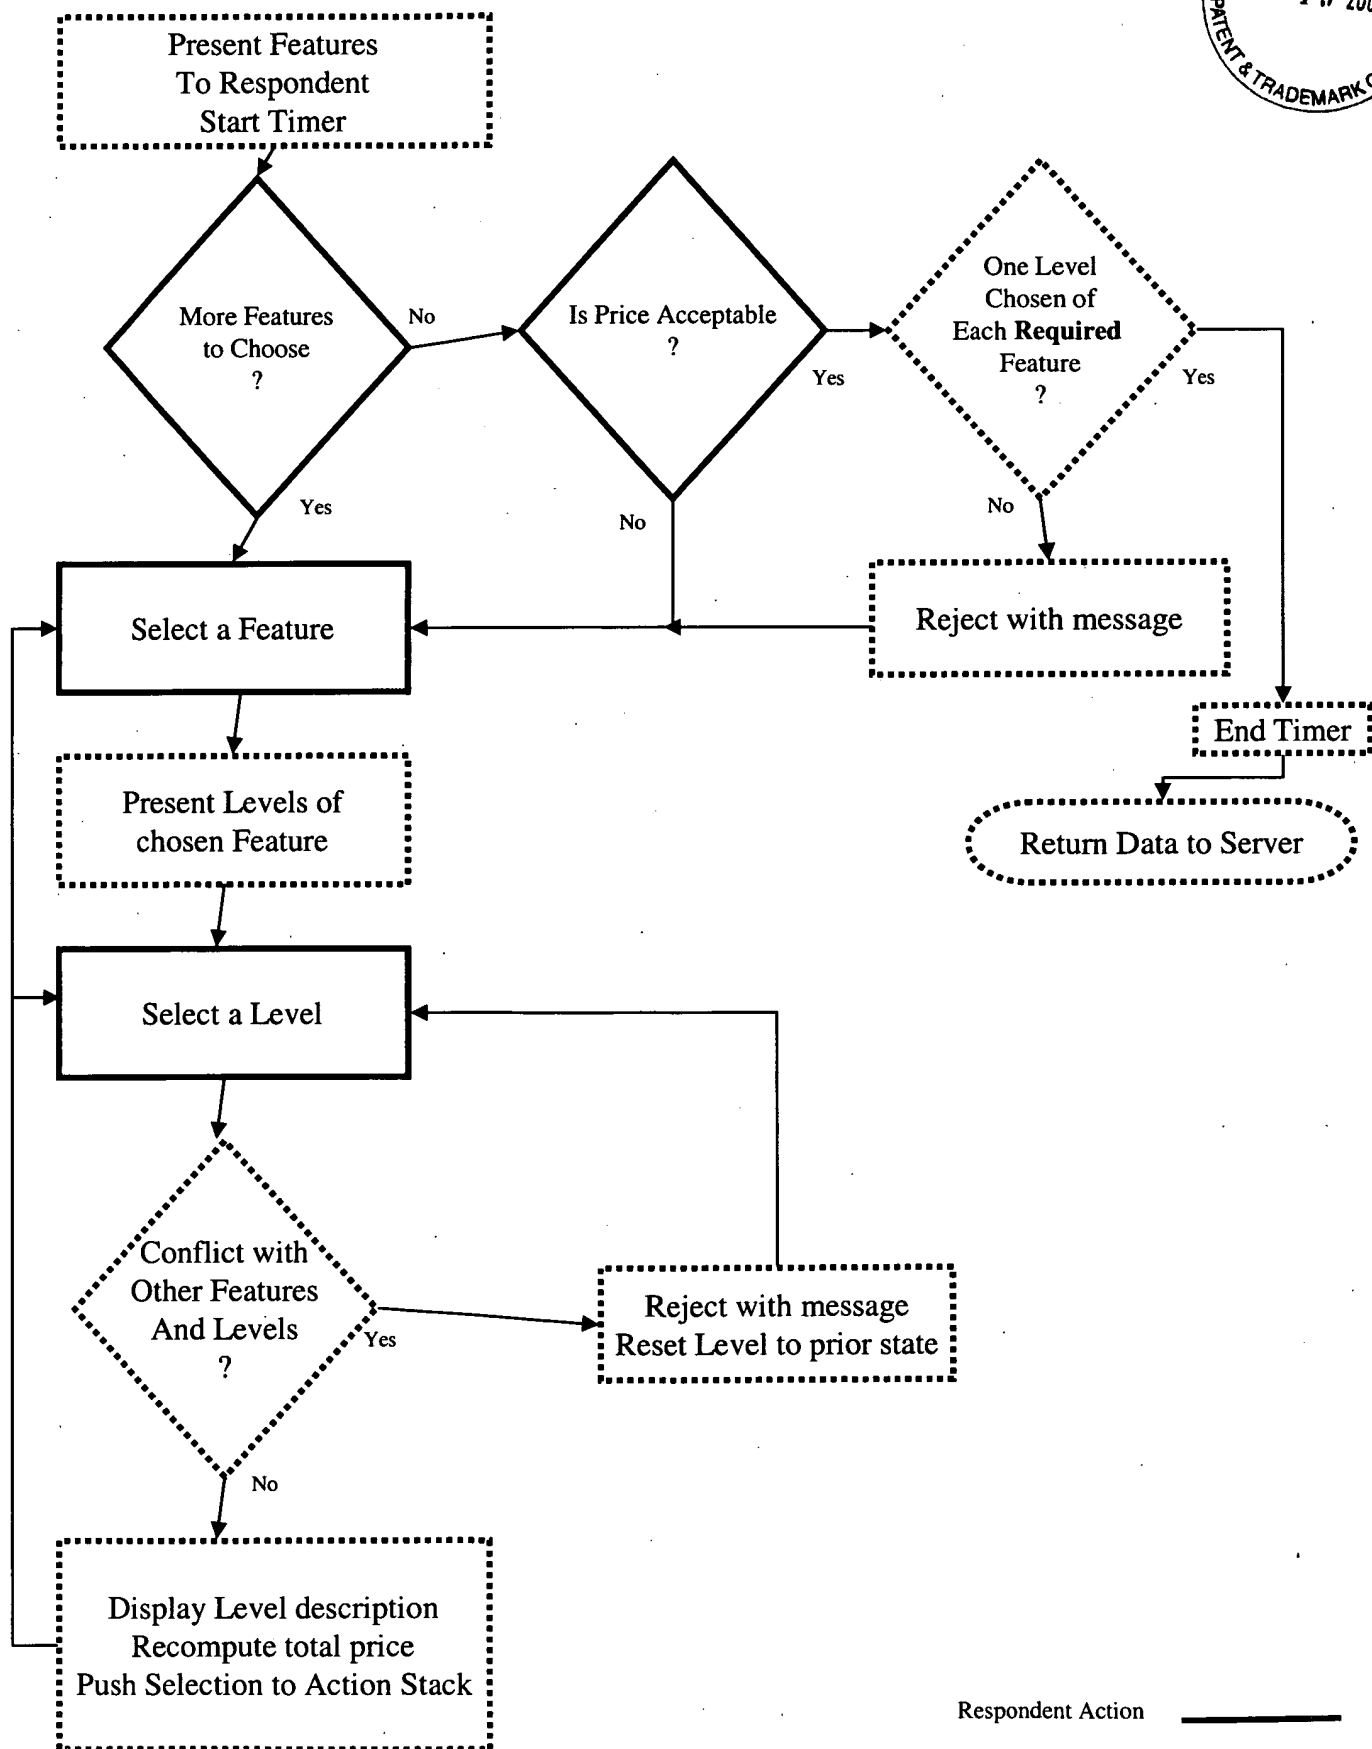 Present Features
To Respondent
Start Timer
PATENT & TRADEMARK
More Features
to Choose
?
No
Yes
Is Price Acceptable
?
Yes
No
One Level
Chosen of
Each Required
Feature
?
Yes
No
Select a Feature
Reject with message
End Timer
Return Data to Server
Present Levels of
chosen Feature
Select a Level
Conflict with
Other Features
And Levels
?
Yes
No
Reject with message
Reset Level to prior state
Display Level description
Recompute total price
Push Selection to Action Stack
Respondent Action